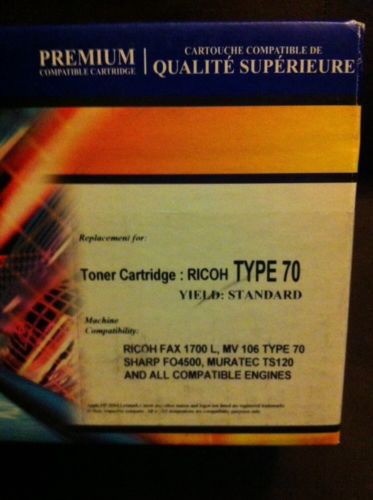 PREMIUM
COMPATIBLE CARTRIDGE
CARTOUCHE COMPATIBLE DE
QUALITÉ SUPÉRIEURE
Replacement for:
Toner Cartridge : RICOH TYPE 70
YIELD: STANDARD
Machine
Compatibility:
RICOH FAX 1700 L, MV 106 TYPE 70
SHARP FO4500, MURATEC TS120
AND ALL COMPATIBLE ENGINES